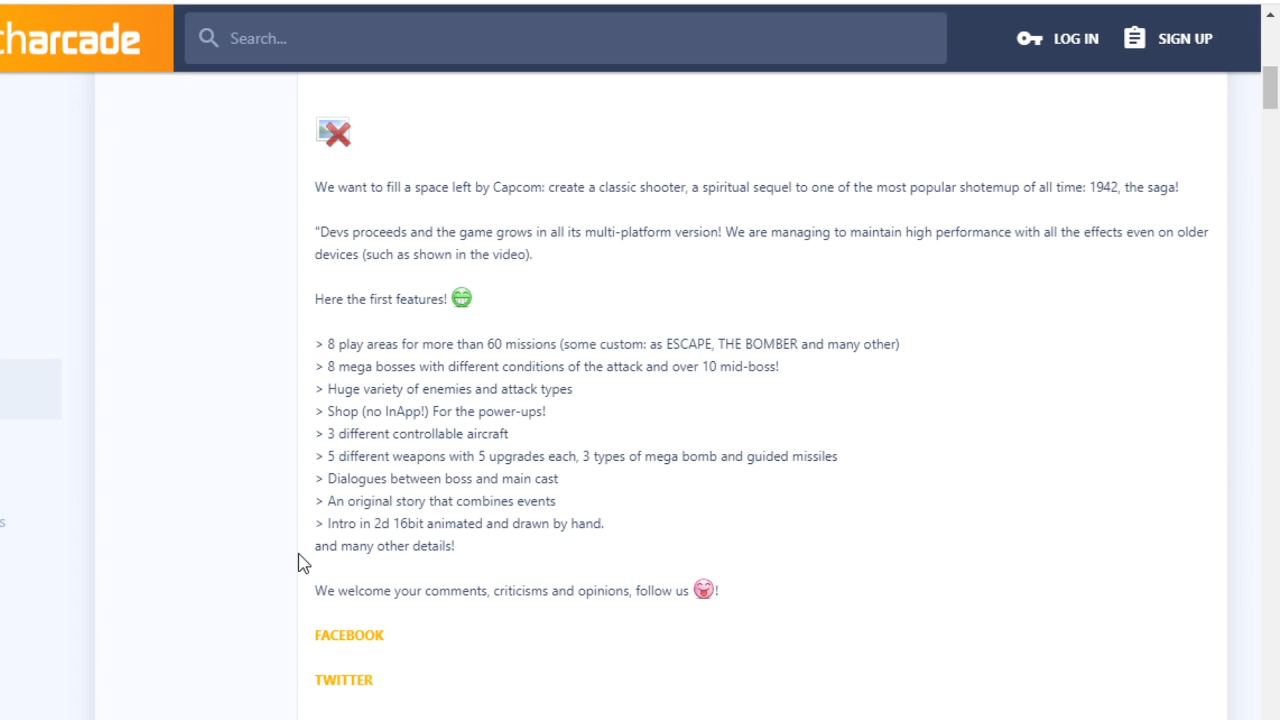 charcade
Search...
LOG IN
SIGN UP
We want to fill a space left by Capcom: create a classic shooter, a spiritual sequel to one of the most popular shotemup of all time: 1942, the saga!
"Devs proceeds and the game grows in all its multi-platform version! We are managing to maintain high performance with all the effects even on older
devices (such as shown in the video).
Here the first features!
> 8 play areas for more than 60 missions (some custom: as ESCAPE, THE BOMBER and many other)
> 8 mega bosses with different conditions of the attack and over 10 mid-boss!
> Huge variety of enemies and attack types
> Shop (no InApp!) For the power-ups!
> 3 different controllable aircraft
> 5 different weapons with 5 upgrades each, 3 types of mega bomb and guided missiles
> Dialogues between boss and main cast
> An original story that combines events
s
> Intro in 2d 16bit animated and drawn by hand.
and many other details!
We welcome your comments, criticisms and opinions, follow us !
FACEBOOK
TWITTER